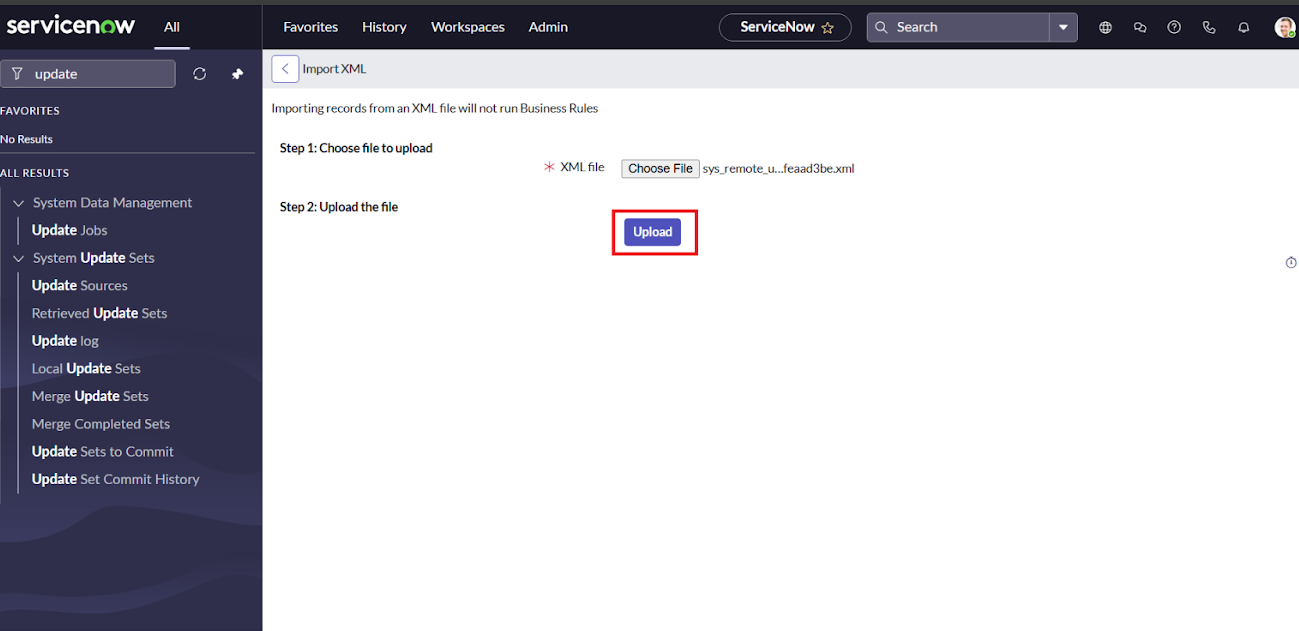 servicenow
All
Favorites
History
Workspaces
Admin
ServiceNow
Search
update
FAVORITES
No Results
ALL RESULTS
System Data Management
Update Jobs
System Update Sets
Update Sources
Retrieved Update Sets
Update log
Local Update Sets
Merge Update Sets
Merge Completed Sets
Update Sets to Commit
Update Set Commit History
Import XML
Importing records from an XML file will not run Business Rules
Step 1: Choose file to upload
XML file
Choose File sys_remote_u...feaad3be.xml
Step 2: Upload the file
Upload